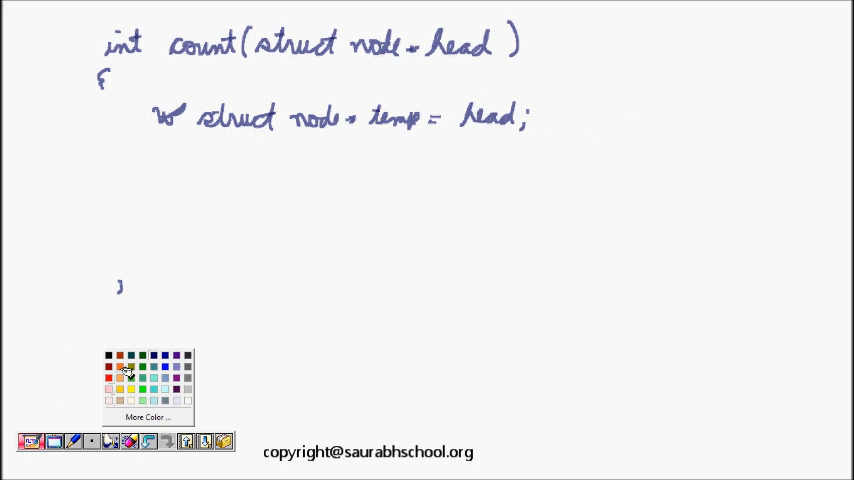 int count(struct node * head )
{
struct node * temp = head;
}
More Color ...
copyright@saurabhschool.org